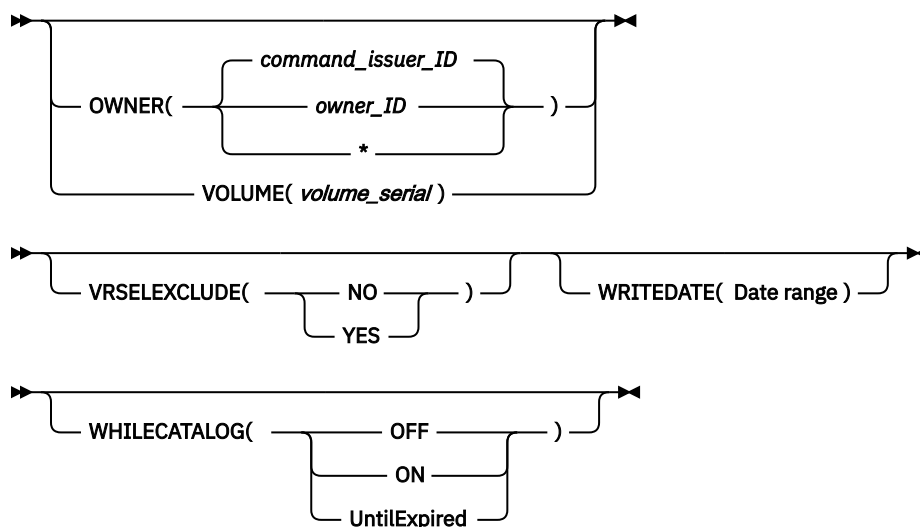 command_issuer_ID
OWNER( owner_ID )
*
VOLUME( volume_serial )
VRSELEXCLUDE( NO ) WRITEDATE( Date range )
YES
WHILECATALOG( OFF )
ON
UntilExpired